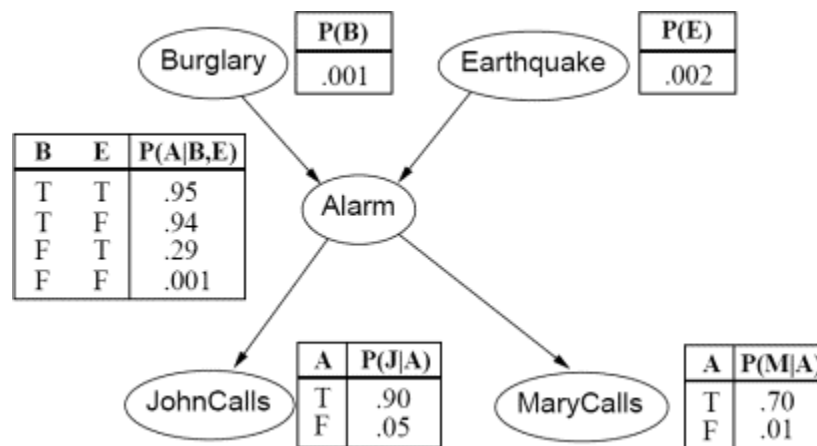 P(B)
Burglary
.001
P(E)
Earthquake
.002
B E P(A|B,E)
T T .95
T F .94
F T .29
F F .001
Alarm
JohnCalls
A P(J|A)
T .90
F .05
MaryCalls
A P(M|A)
T .70
F .01